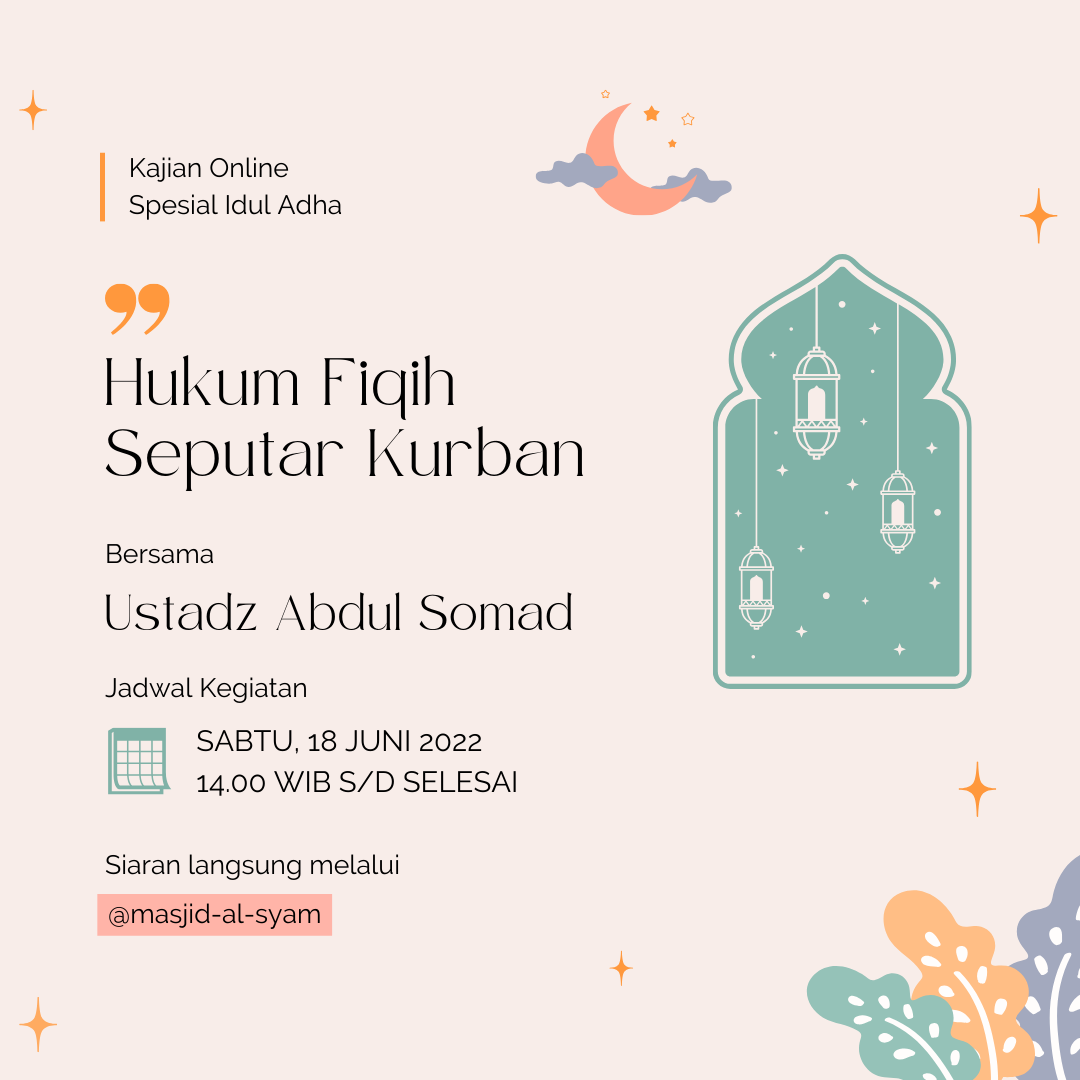 Kajian Online
Spesial Idul Adha
”
Hukum Fiqih
Seputar Kurban
Bersama
Ustadz Abdul Somad
Jadwal Kegiatan
SABTU, 18 JUNI 2022
14.00 WIB S/D SELESAI
Siaran langsung melalui
@masjid-al-syam